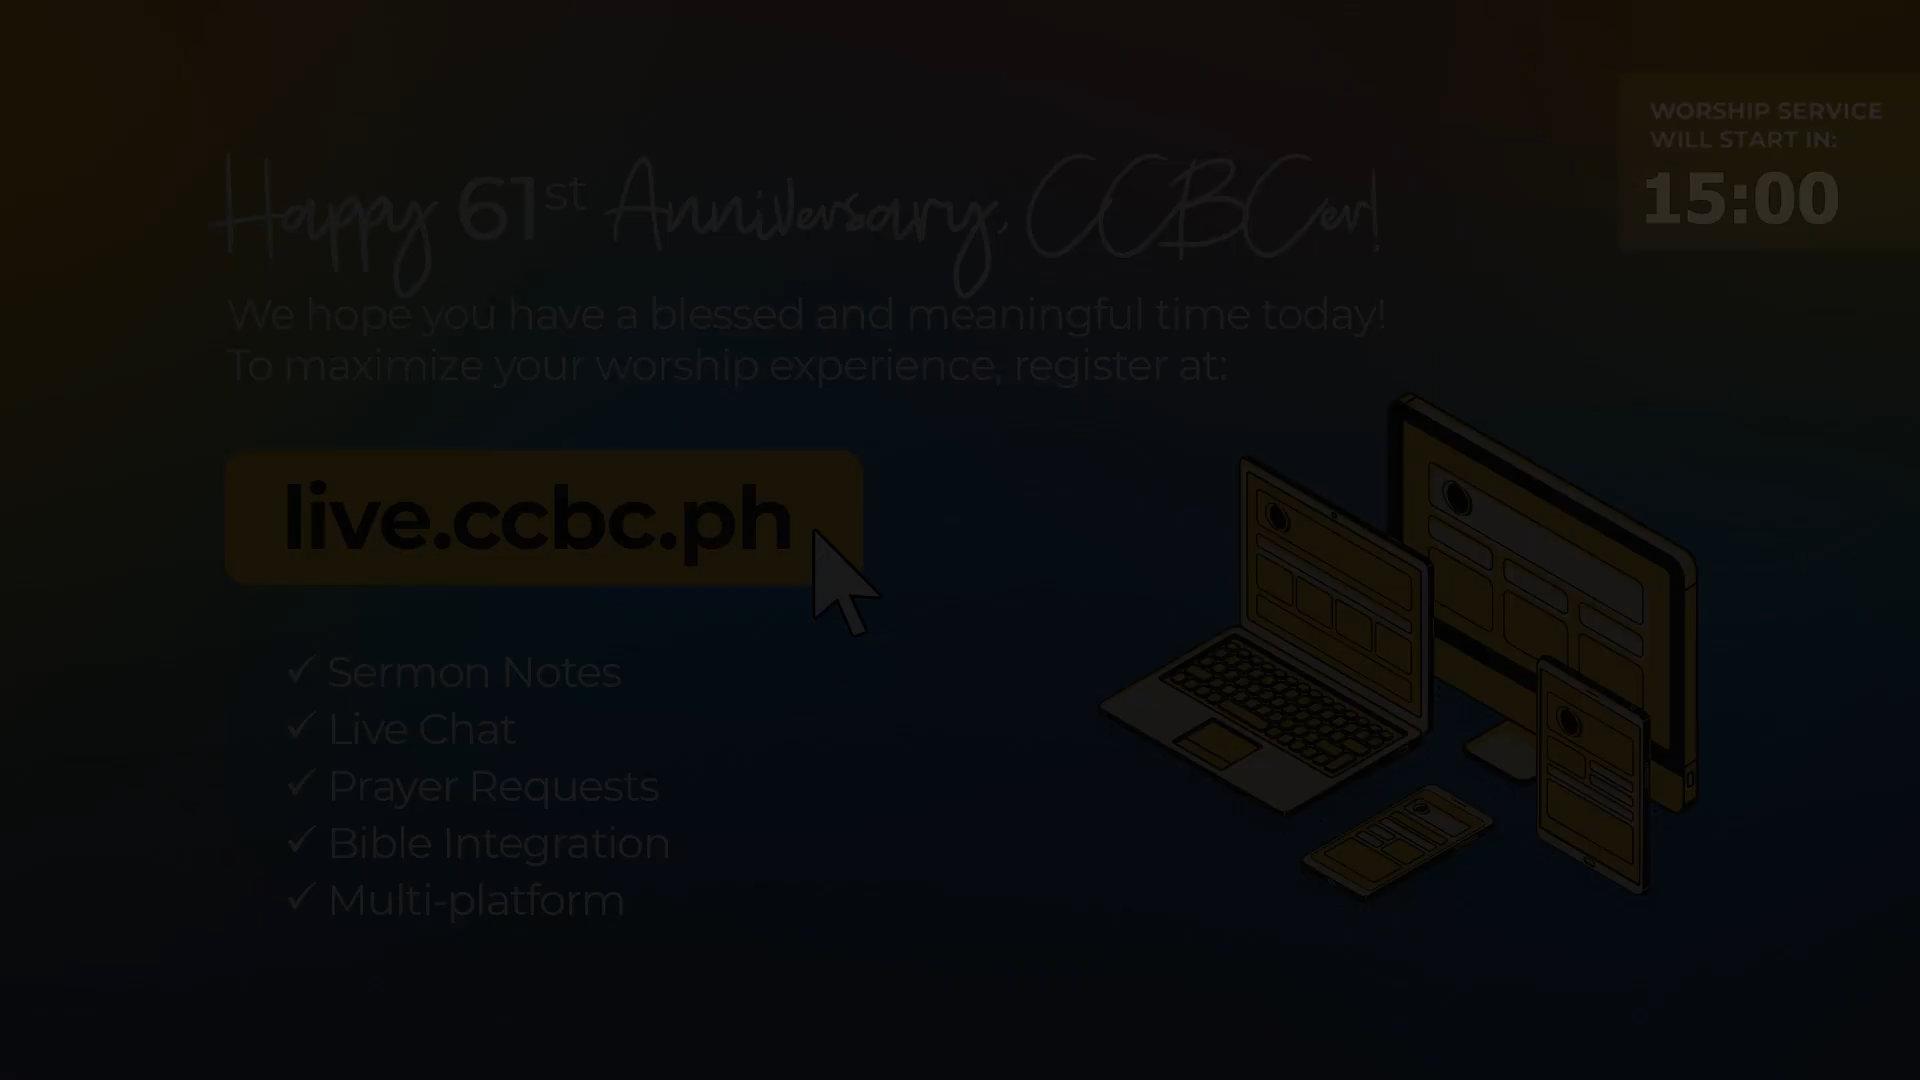 Happy 61st Anniversary, CCBCer!
We hope you have a blessed and meaningful time today!
To maximize your worship experience, register at:
live.ccbc.ph
✓ Sermon Notes
✓ Live Chat
✓ Prayer Requests
✓ Bible Integration
✓ Multi-platform
WORSHIP SERVICE
WILL START IN:
15:00